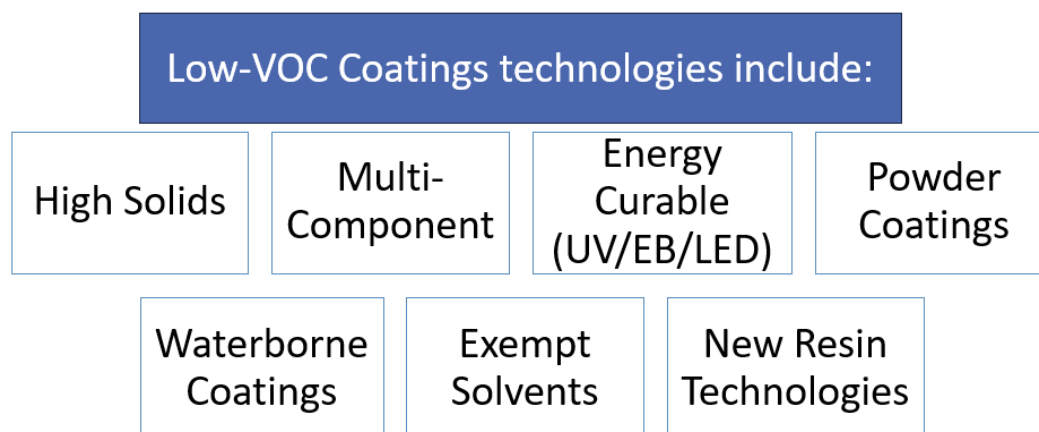 Low-VOC Coatings technologies include:
High Solids
Multi-
Component
Energy
Curable
(UV/EB/LED)
Powder
Coatings
Waterborne
Coatings
Exempt
Solvents
New Resin
Technologies